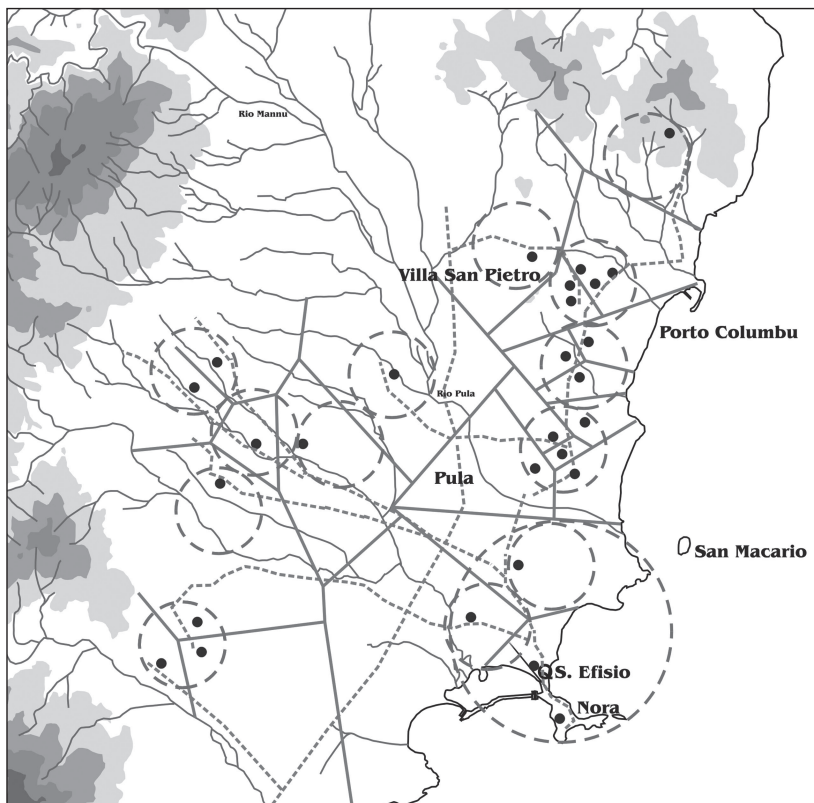 Rio Mannu
Villa San Pietro
Porto Columbu
Rio Pula
Pula
San Macario
S. Efisio
Nora